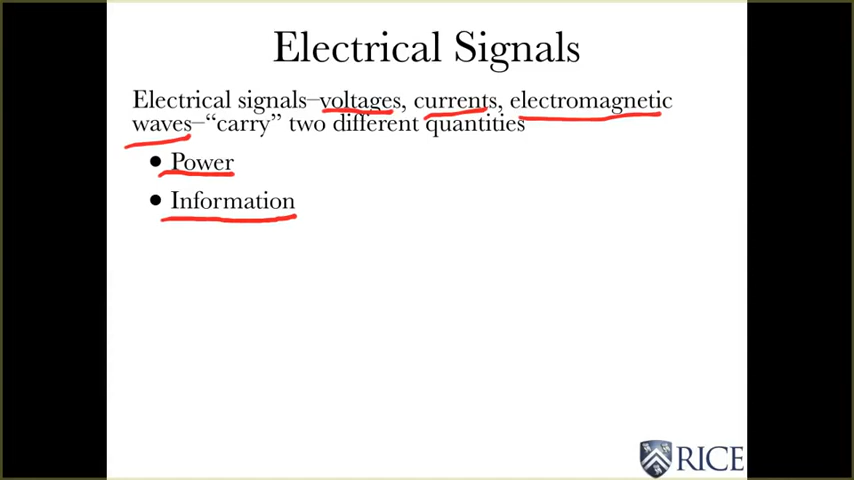 Electrical Signals
Electrical signals–voltages, currents, electromagnetic
waves–“carry” two different quantities
• Power
• Information
RICE